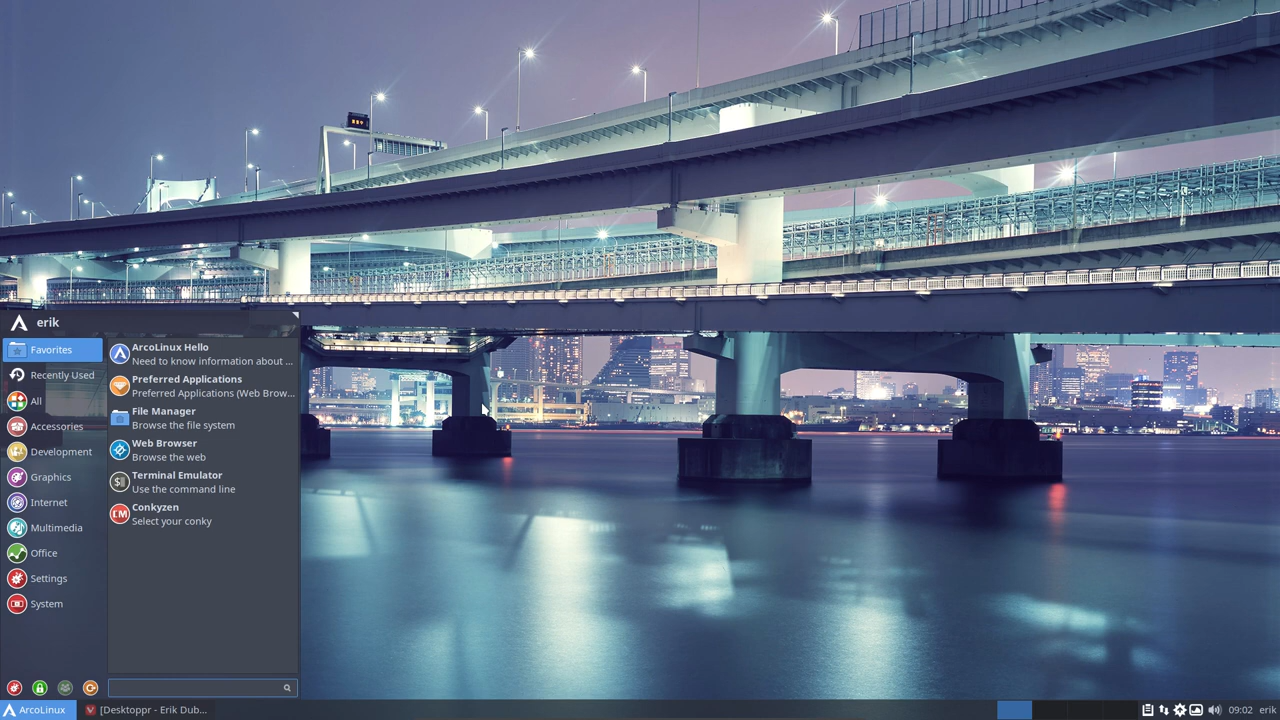 erik
Favorites
Recently Used
All
Accessories
Development
Graphics
Internet
Multimedia
Office
Settings
System
ArcoLinux Hello
Need to know information about ...
Preferred Applications
Preferred Applications (Web Brow...
File Manager
Browse the file system
Web Browser
Browse the web
Terminal Emulator
Use the command line
Conkyzen
Select your conky
ArcoLinux
[Desktoppr - Erik Dub...
09:02
erik